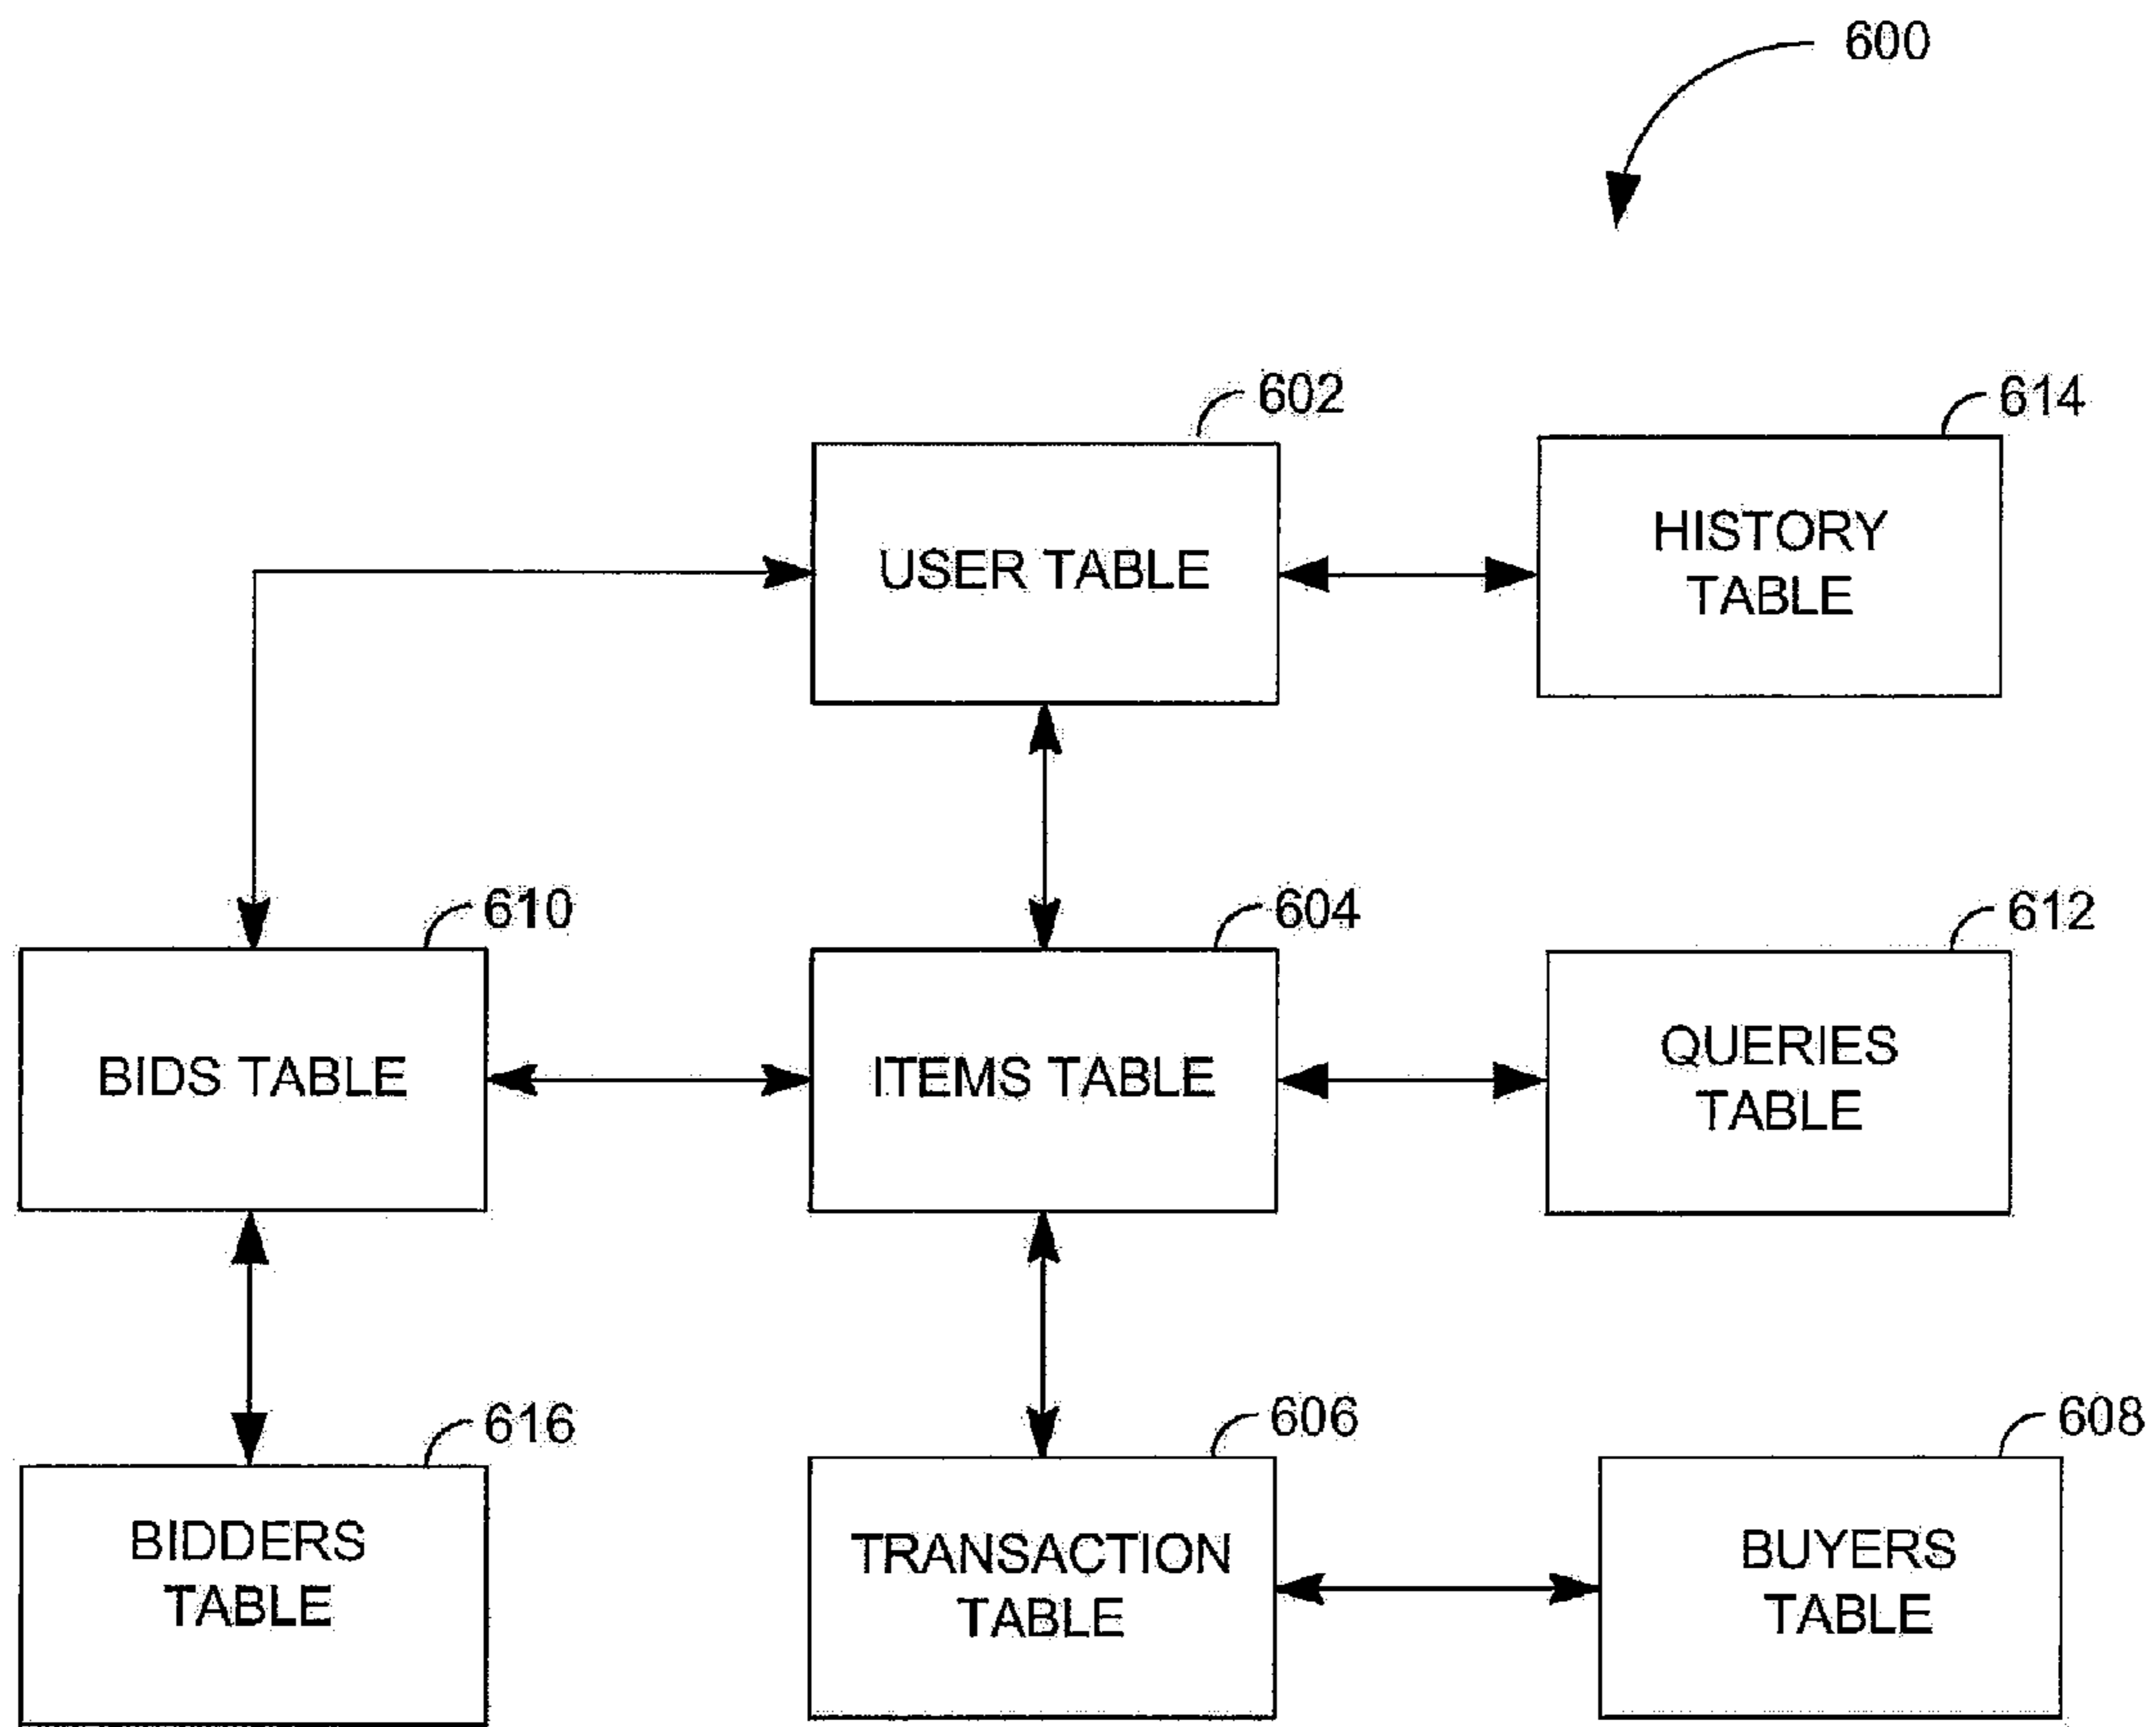 600
602
614
USER TABLE
HISTORY
TABLE
610
604
612
BIDS TABLE
ITEMS TABLE
QUERIES
TABLE
616
606
608
BIDDERS
TABLE
TRANSACTION
TABLE
BUYERS
TABLE